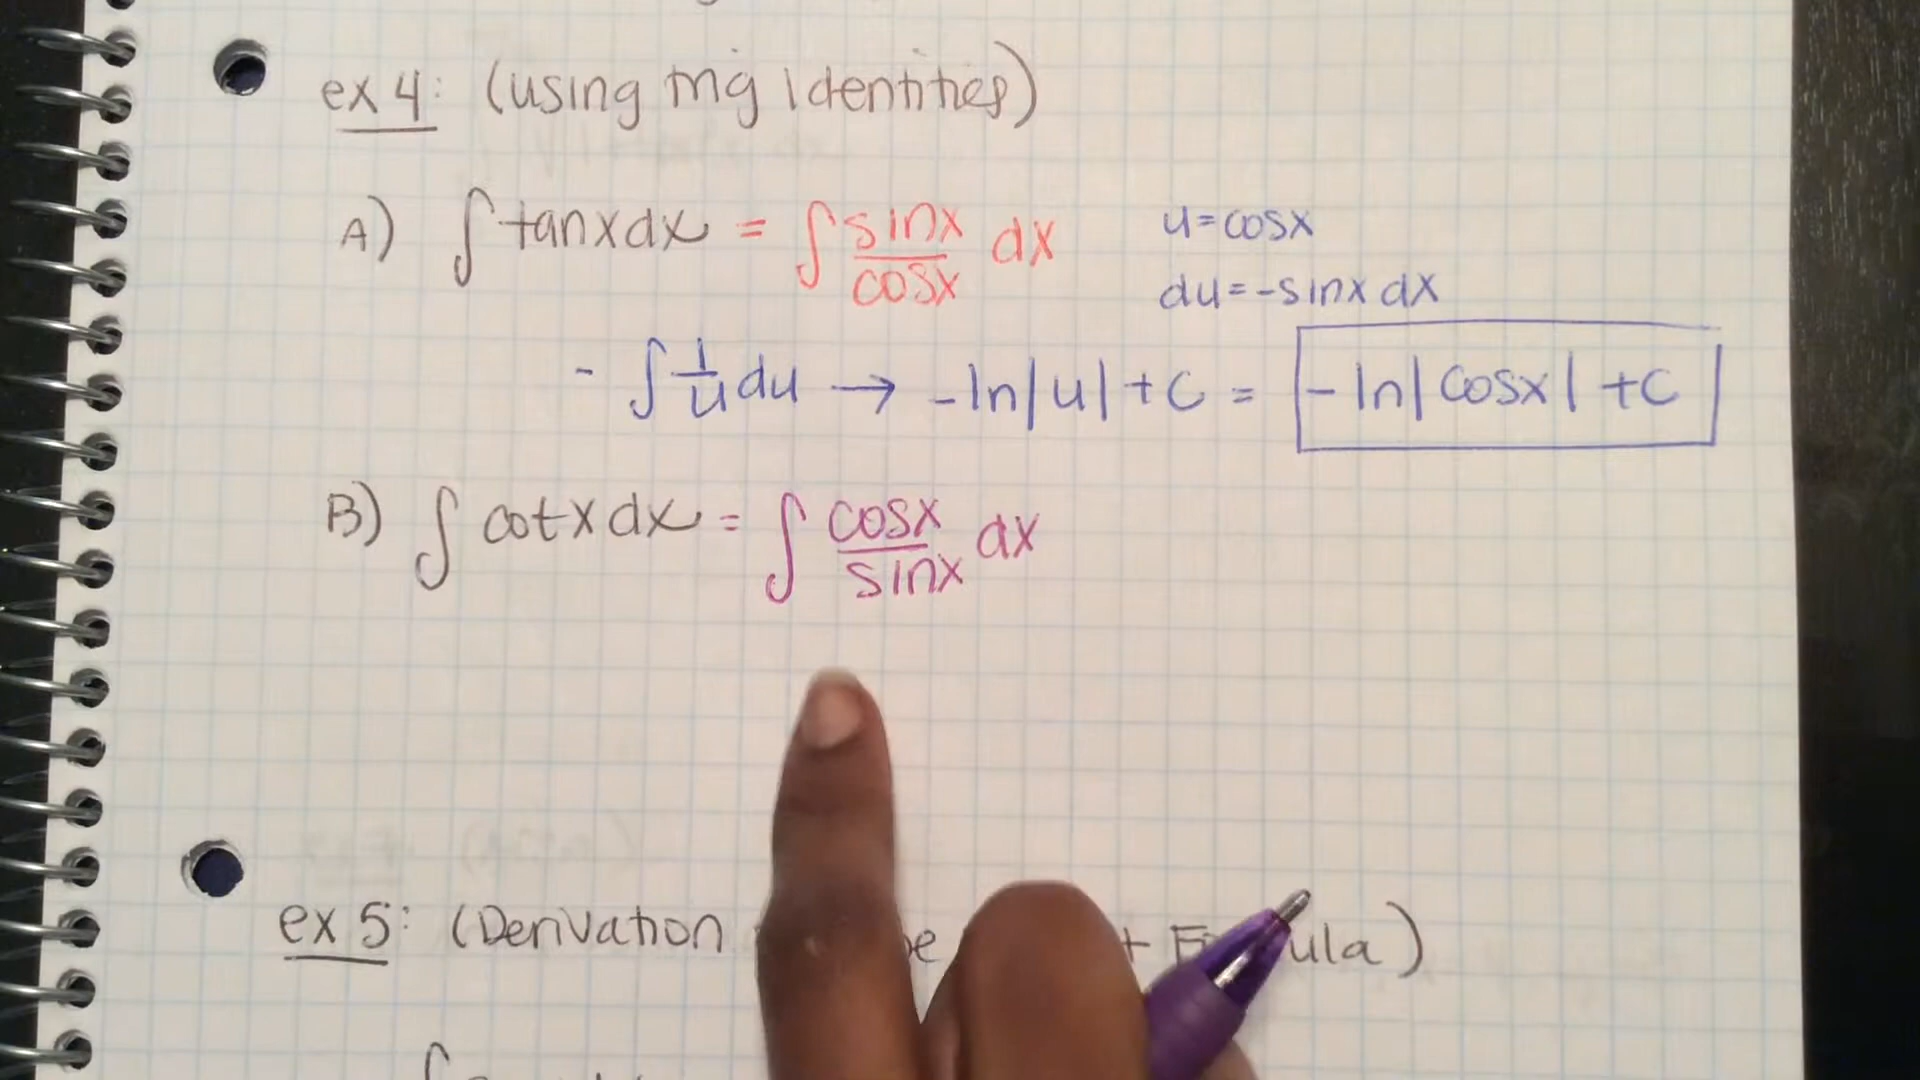 ex 4: (using trig identities)
A) ∫ tanx dx = ∫ sinx/cosx dx
u=cosx
du=-sinx dx
- ∫ 1/u du → -ln|u| +c = -ln|cosx| +c
B) ∫ cotx dx = ∫ cosx/sinx dx
ex 5: (Derivation